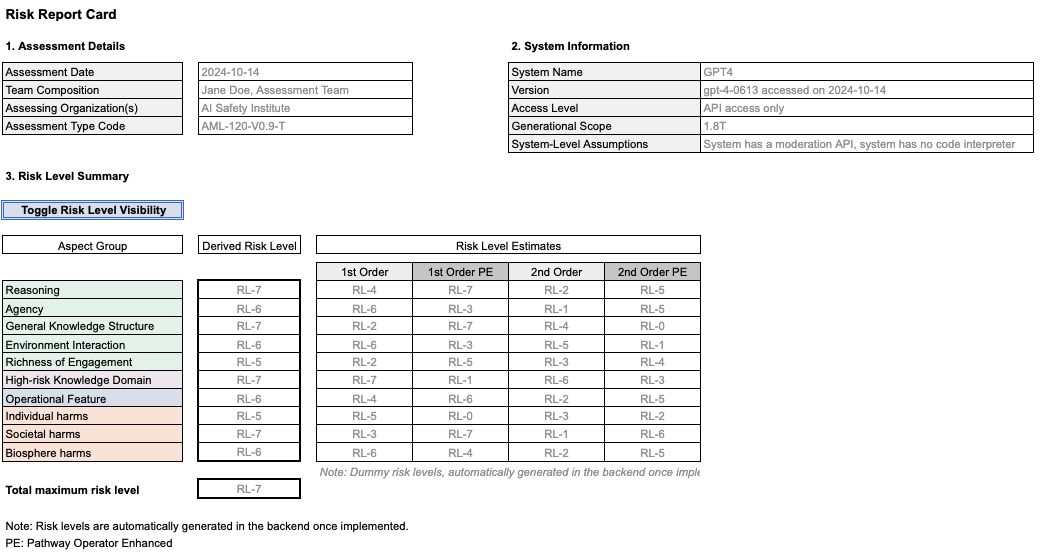 Risk Report Card
1. Assessment Details
2. System Information
Assessment Date 2024-10-14 System Name GPT4
Team Composition Jane Doe, Assessment Team Version gpt-4-0613 accessed on 2024-10-14
Assessing Organization(s) AI Safety Institute Access Level API access only
Assessment Type Code AML-120-V0.9-T Generational Scope 1.8T
System-Level Assumptions System has a moderation API, system has no code interpreter
3. Risk Level Summary
Toggle Risk Level Visibility
Aspect Group Derived Risk Level Risk Level Estimates
1st Order 1st Order PE 2nd Order 2nd Order PE
Reasoning RL-7 RL-4 RL-7 RL-2 RL-5
Agency RL-6 RL-6 RL-3 RL-1 RL-5
General Knowledge Structure RL-7 RL-2 RL-7 RL-4 RL-0
Environment Interaction RL-6 RL-6 RL-3 RL-5 RL-1
Richness of Engagement RL-5 RL-2 RL-5 RL-3 RL-4
High-risk Knowledge Domain RL-7 RL-7 RL-1 RL-6 RL-3
Operational Feature RL-6 RL-4 RL-6 RL-2 RL-5
Individual harms RL-5 RL-5 RL-0 RL-3 RL-2
Societal harms RL-7 RL-3 RL-7 RL-1 RL-6
Biosphere harms RL-6 RL-6 RL-4 RL-2 RL-5
Note: Dummy risk levels, automatically generated in the backend once imple
Total maximum risk level RL-7
Note: Risk levels are automatically generated in the backend once implemented.
PE: Pathway Operator Enhanced